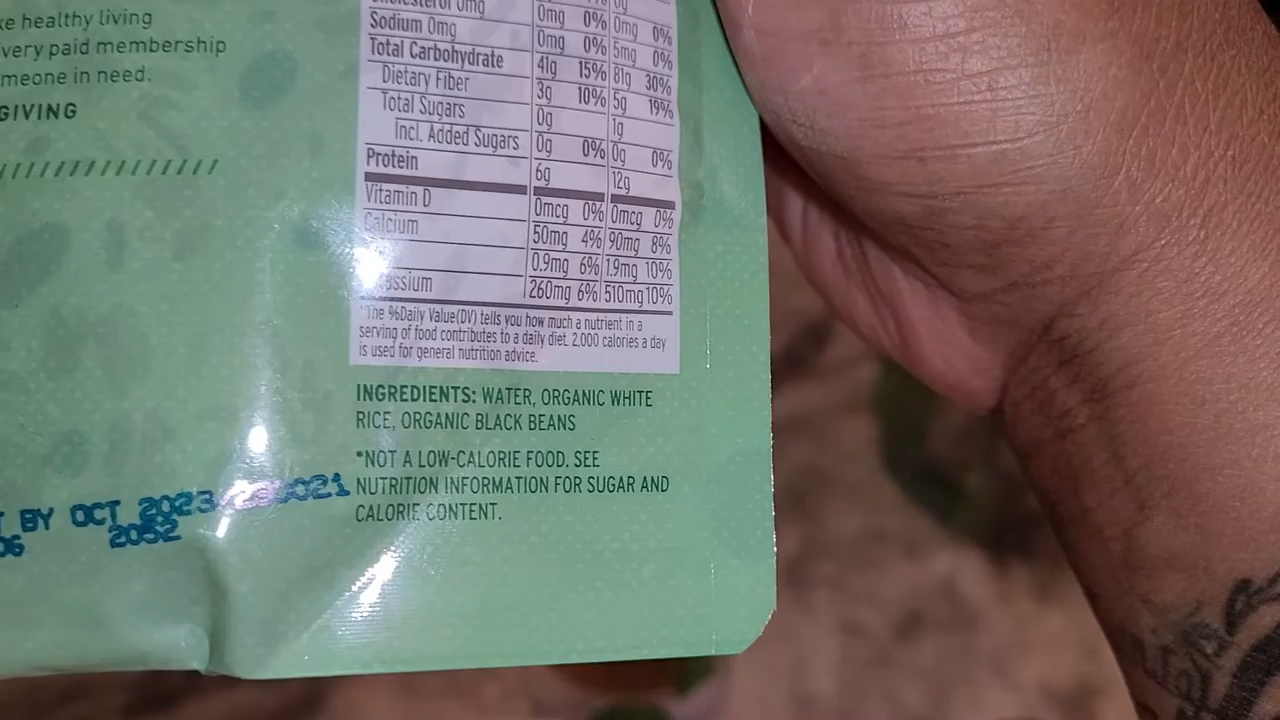 ke healthy living
very paid membership
meone in need.
GIVING
0mg 0% 0mg 0%
Sodium 0mg 0mg 0% 5mg 0%
Total Carbohydrate 41g 15% 81g 30%
Dietary Fiber 3g 10% 5g 19%
Total Sugars 0g 1g
Incl. Added Sugars 0g 0% 0g 0%
Protein 6g 12g
Vitamin D 0mcg 0% 0mcg 0%
Calcium 50mg 4% 90mg 8%
0.9mg 6% 1.9mg 10%
ssium 260mg 6% 510mg 10%
*The %Daily Value(DV) tells you how much a nutrient in a
serving of food contributes to a daily diet. 2,000 calories a day
is used for general nutrition advice.
INGREDIENTS: WATER, ORGANIC WHITE
RICE, ORGANIC BLACK BEANS
*NOT A LOW-CALORIE FOOD. SEE
NUTRITION INFORMATION FOR SUGAR AND
CALORIE CONTENT.
BY OCT 2023
06 2052